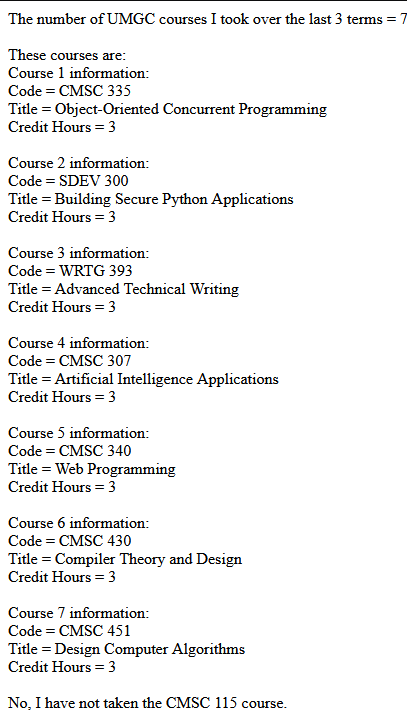 The number of UMGC courses I took over the last 3 terms = 7
These courses are:
Course 1 information:
Code = CMSC 335
Title = Object-Oriented Concurrent Programming
Credit Hours = 3
Course 2 information:
Code = SDEV 300
Title = Building Secure Python Applications
Credit Hours = 3
Course 3 information:
Code = WRTG 393
Title = Advanced Technical Writing
Credit Hours = 3
Course 4 information:
Code = CMSC 307
Title = Artificial Intelligence Applications
Credit Hours = 3
Course 5 information:
Code = CMSC 340
Title = Web Programming
Credit Hours = 3
Course 6 information:
Code = CMSC 430
Title = Compiler Theory and Design
Credit Hours = 3
Course 7 information:
Code = CMSC 451
Title = Design Computer Algorithms
Credit Hours = 3
No, I have not taken the CMSC 115 course.